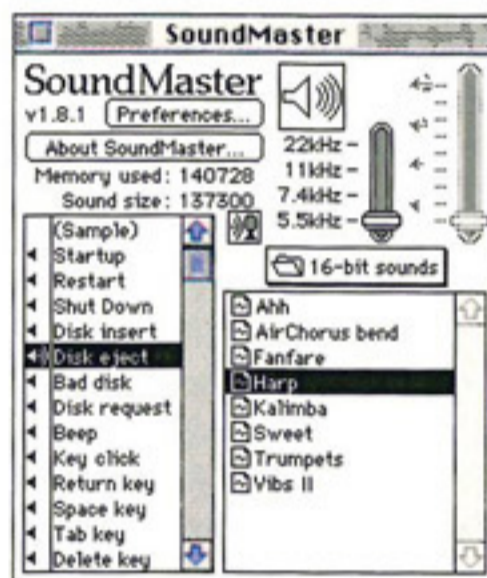 SoundMaster
SoundMaster
v1.8.1 Preferences...
About SoundMaster...
Memory used: 140728
Sound size: 137300
22kHz
11kHz
7.4kHz
5.5kHz
16-bit sounds
(Sample)
Startup
Restart
Shut Down
Disk insert
Disk eject
Bad disk
Disk request
Beep
Key click
Return key
Space key
Tab key
Delete key
Ahh
AirChorus bend
Fanfare
Harp
Kalimba
Sweet
Trumpets
Vibs II